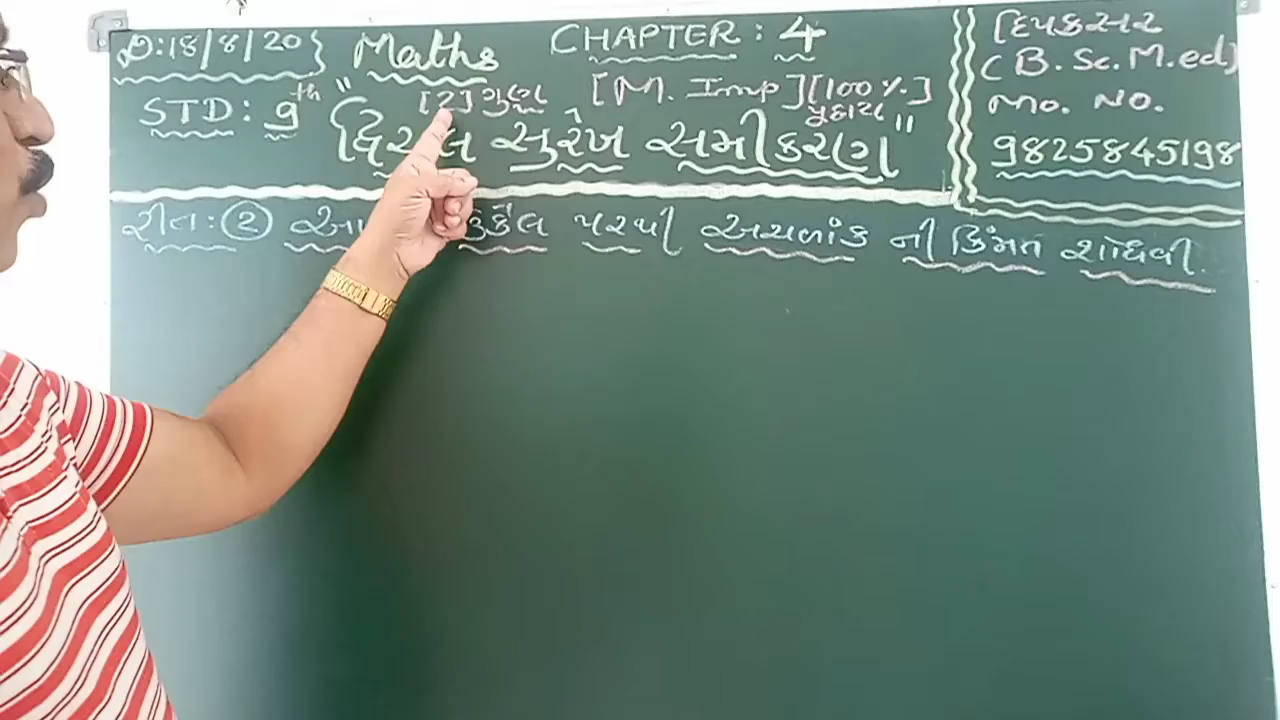 તા:18/8/20
Maths
CHAPTER : 4
STD: 9th
[2] ગુણ
[M. Imp] [100 %.]
પુછાય
"દ્વિચલ સુરેખ સમીકરણ"
દિપકસર
(B. Sc. M.ed)
Mo. No.
9825845198
રીત: 2 ઉકેલ પરથી અચળાંક ની કિંમત શોધવી.